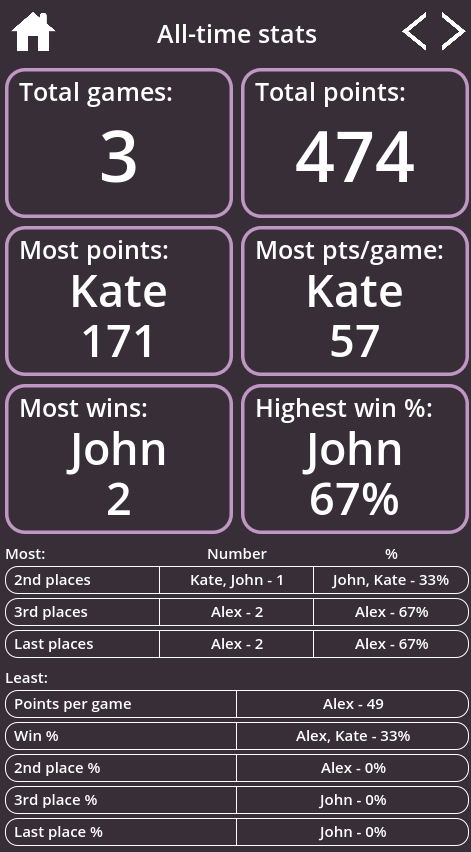 All-time stats
Total games:
3
Total points:
474
Most points:
Kate
171
Most pts/game:
Kate
57
Most wins:
John
2
Highest win %:
John
67%
Most: Number %
2nd places Kate, John - 1 John, Kate - 33%
3rd places Alex - 2 Alex - 67%
Last places Alex - 2 Alex - 67%
Least:
Points per game Alex - 49
Win % Alex, Kate - 33%
2nd place % Alex - 0%
3rd place % John - 0%
Last place % John - 0%